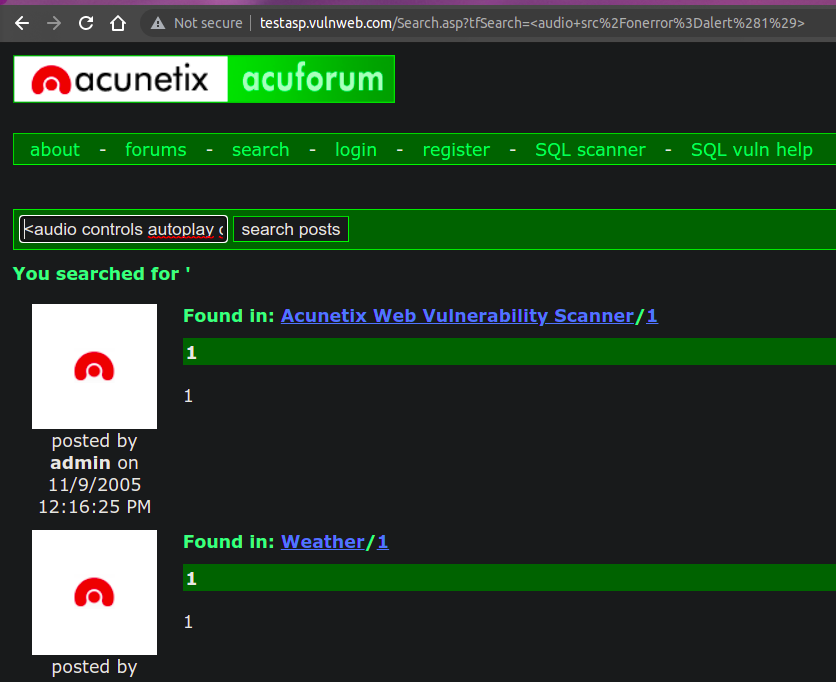 Not secure | testasp.vulnweb.com/Search.asp?tfSearch=<audio+src%2Fonerror%3Dalert%281%29>
acunetix acuforum
about - forums - search - login - register - SQL scanner - SQL vuln help
<audio controls autoplay search posts
You searched for '
Found in: Acunetix Web Vulnerability Scanner/1
1
1
posted by
admin on
11/9/2005
12:16:25 PM
Found in: Weather/1
1
1
posted by